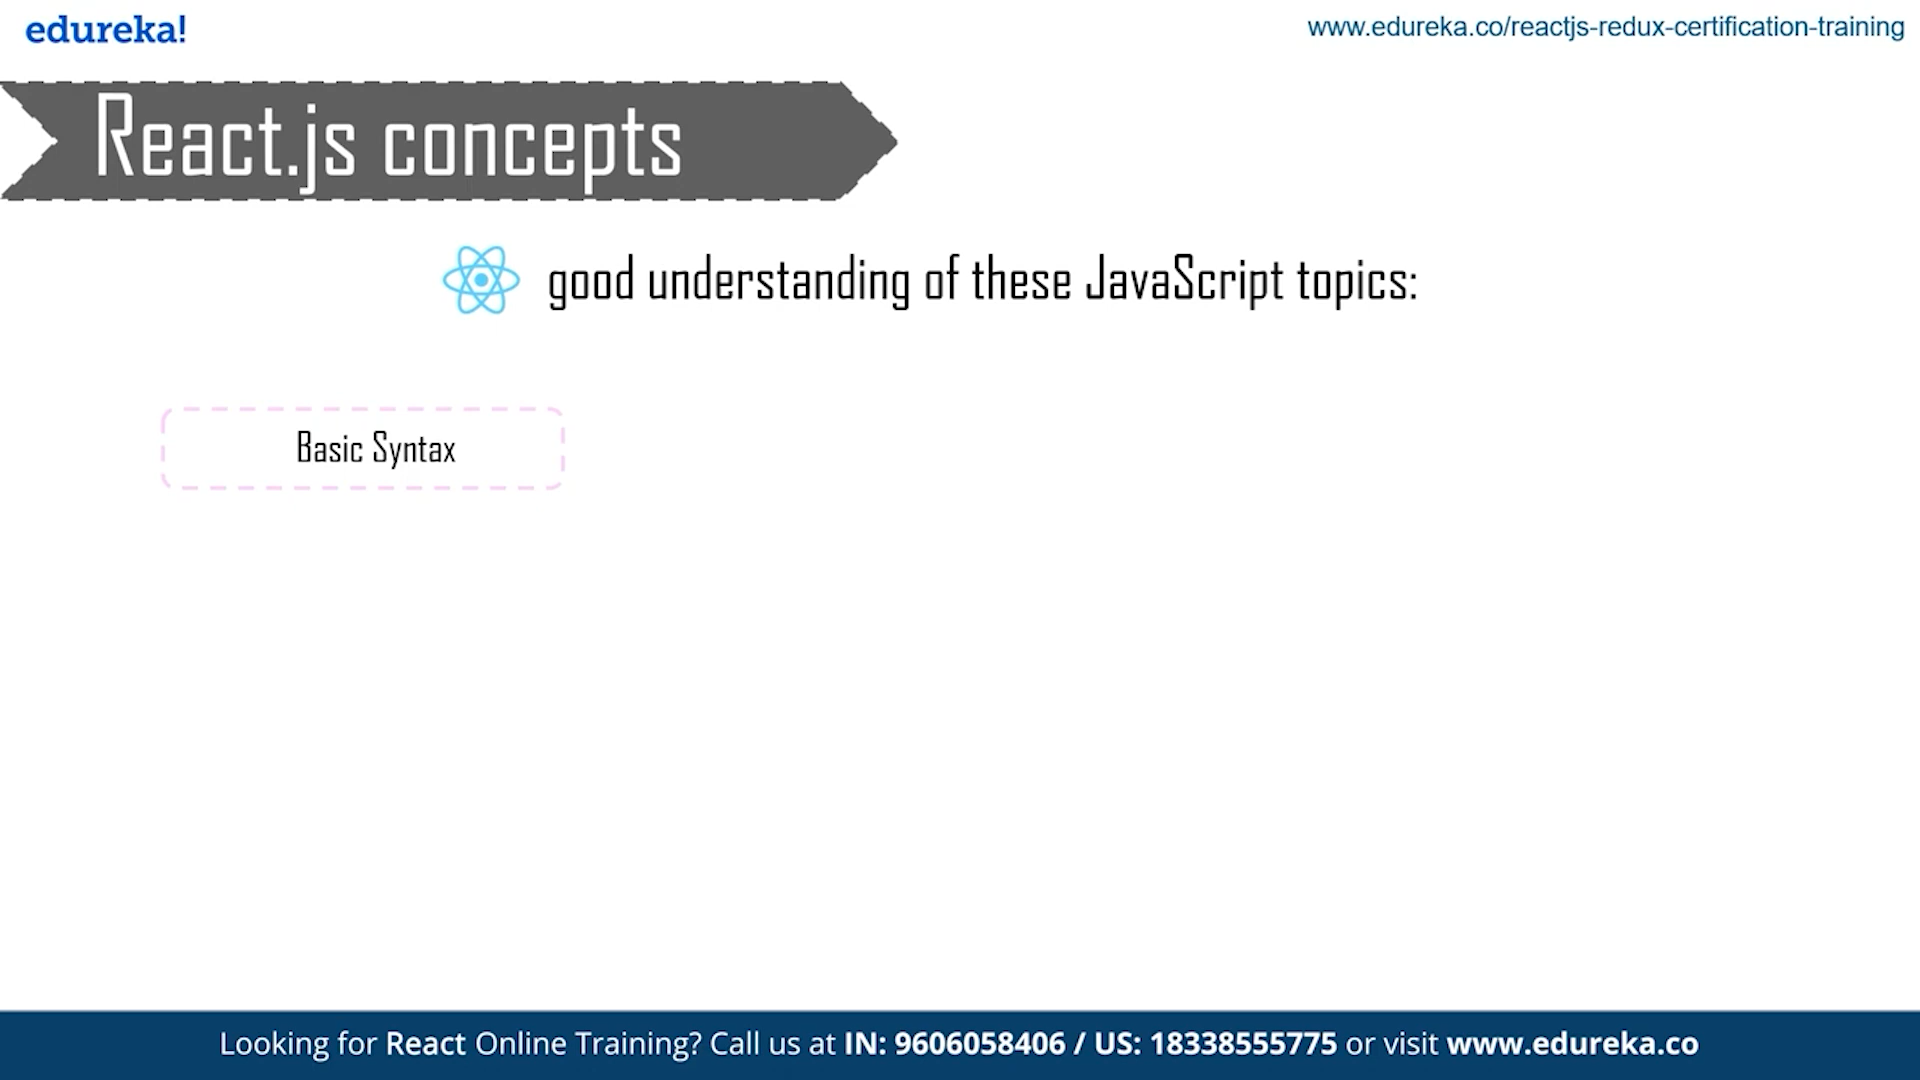 edureka!
www.edureka.co/reactjs-redux-certification-training
React.js concepts
good understanding of these JavaScript topics:
Basic Syntax
Looking for React Online Training? Call us at IN: 9606058406 / US: 18338555775 or visit www.edureka.co